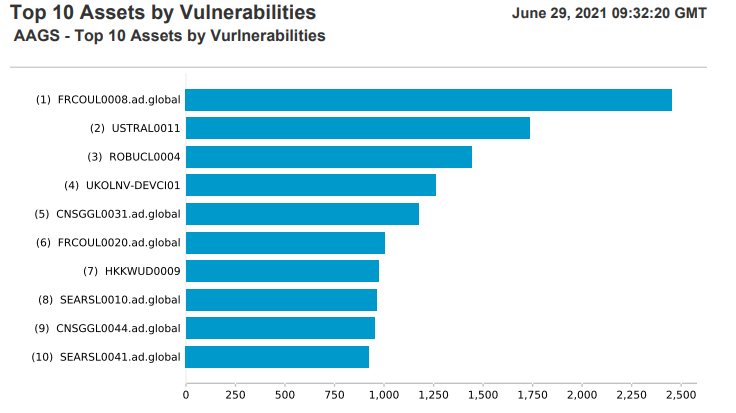 Top 10 Assets by Vulnerabilities
June 29, 2021 09:32:20 GMT
AAGS - Top 10 Assets by Vurlnerabilities
(1) FRCOUL0008.ad.global
(2) USTRAL0011
(3) ROBUCL0004
(4) UKOLNV-DEVCI01
(5) CNSGGL0031.ad.global
(6) FRCOUL0020.ad.global
(7) HKKWUD0009
(8) SEARSL0010.ad.global
(9) CNSGGL0044.ad.global
(10) SEARSL0041.ad.global
0 250 500 750 1,000 1,250 1,500 1,750 2,000 2,250 2,500